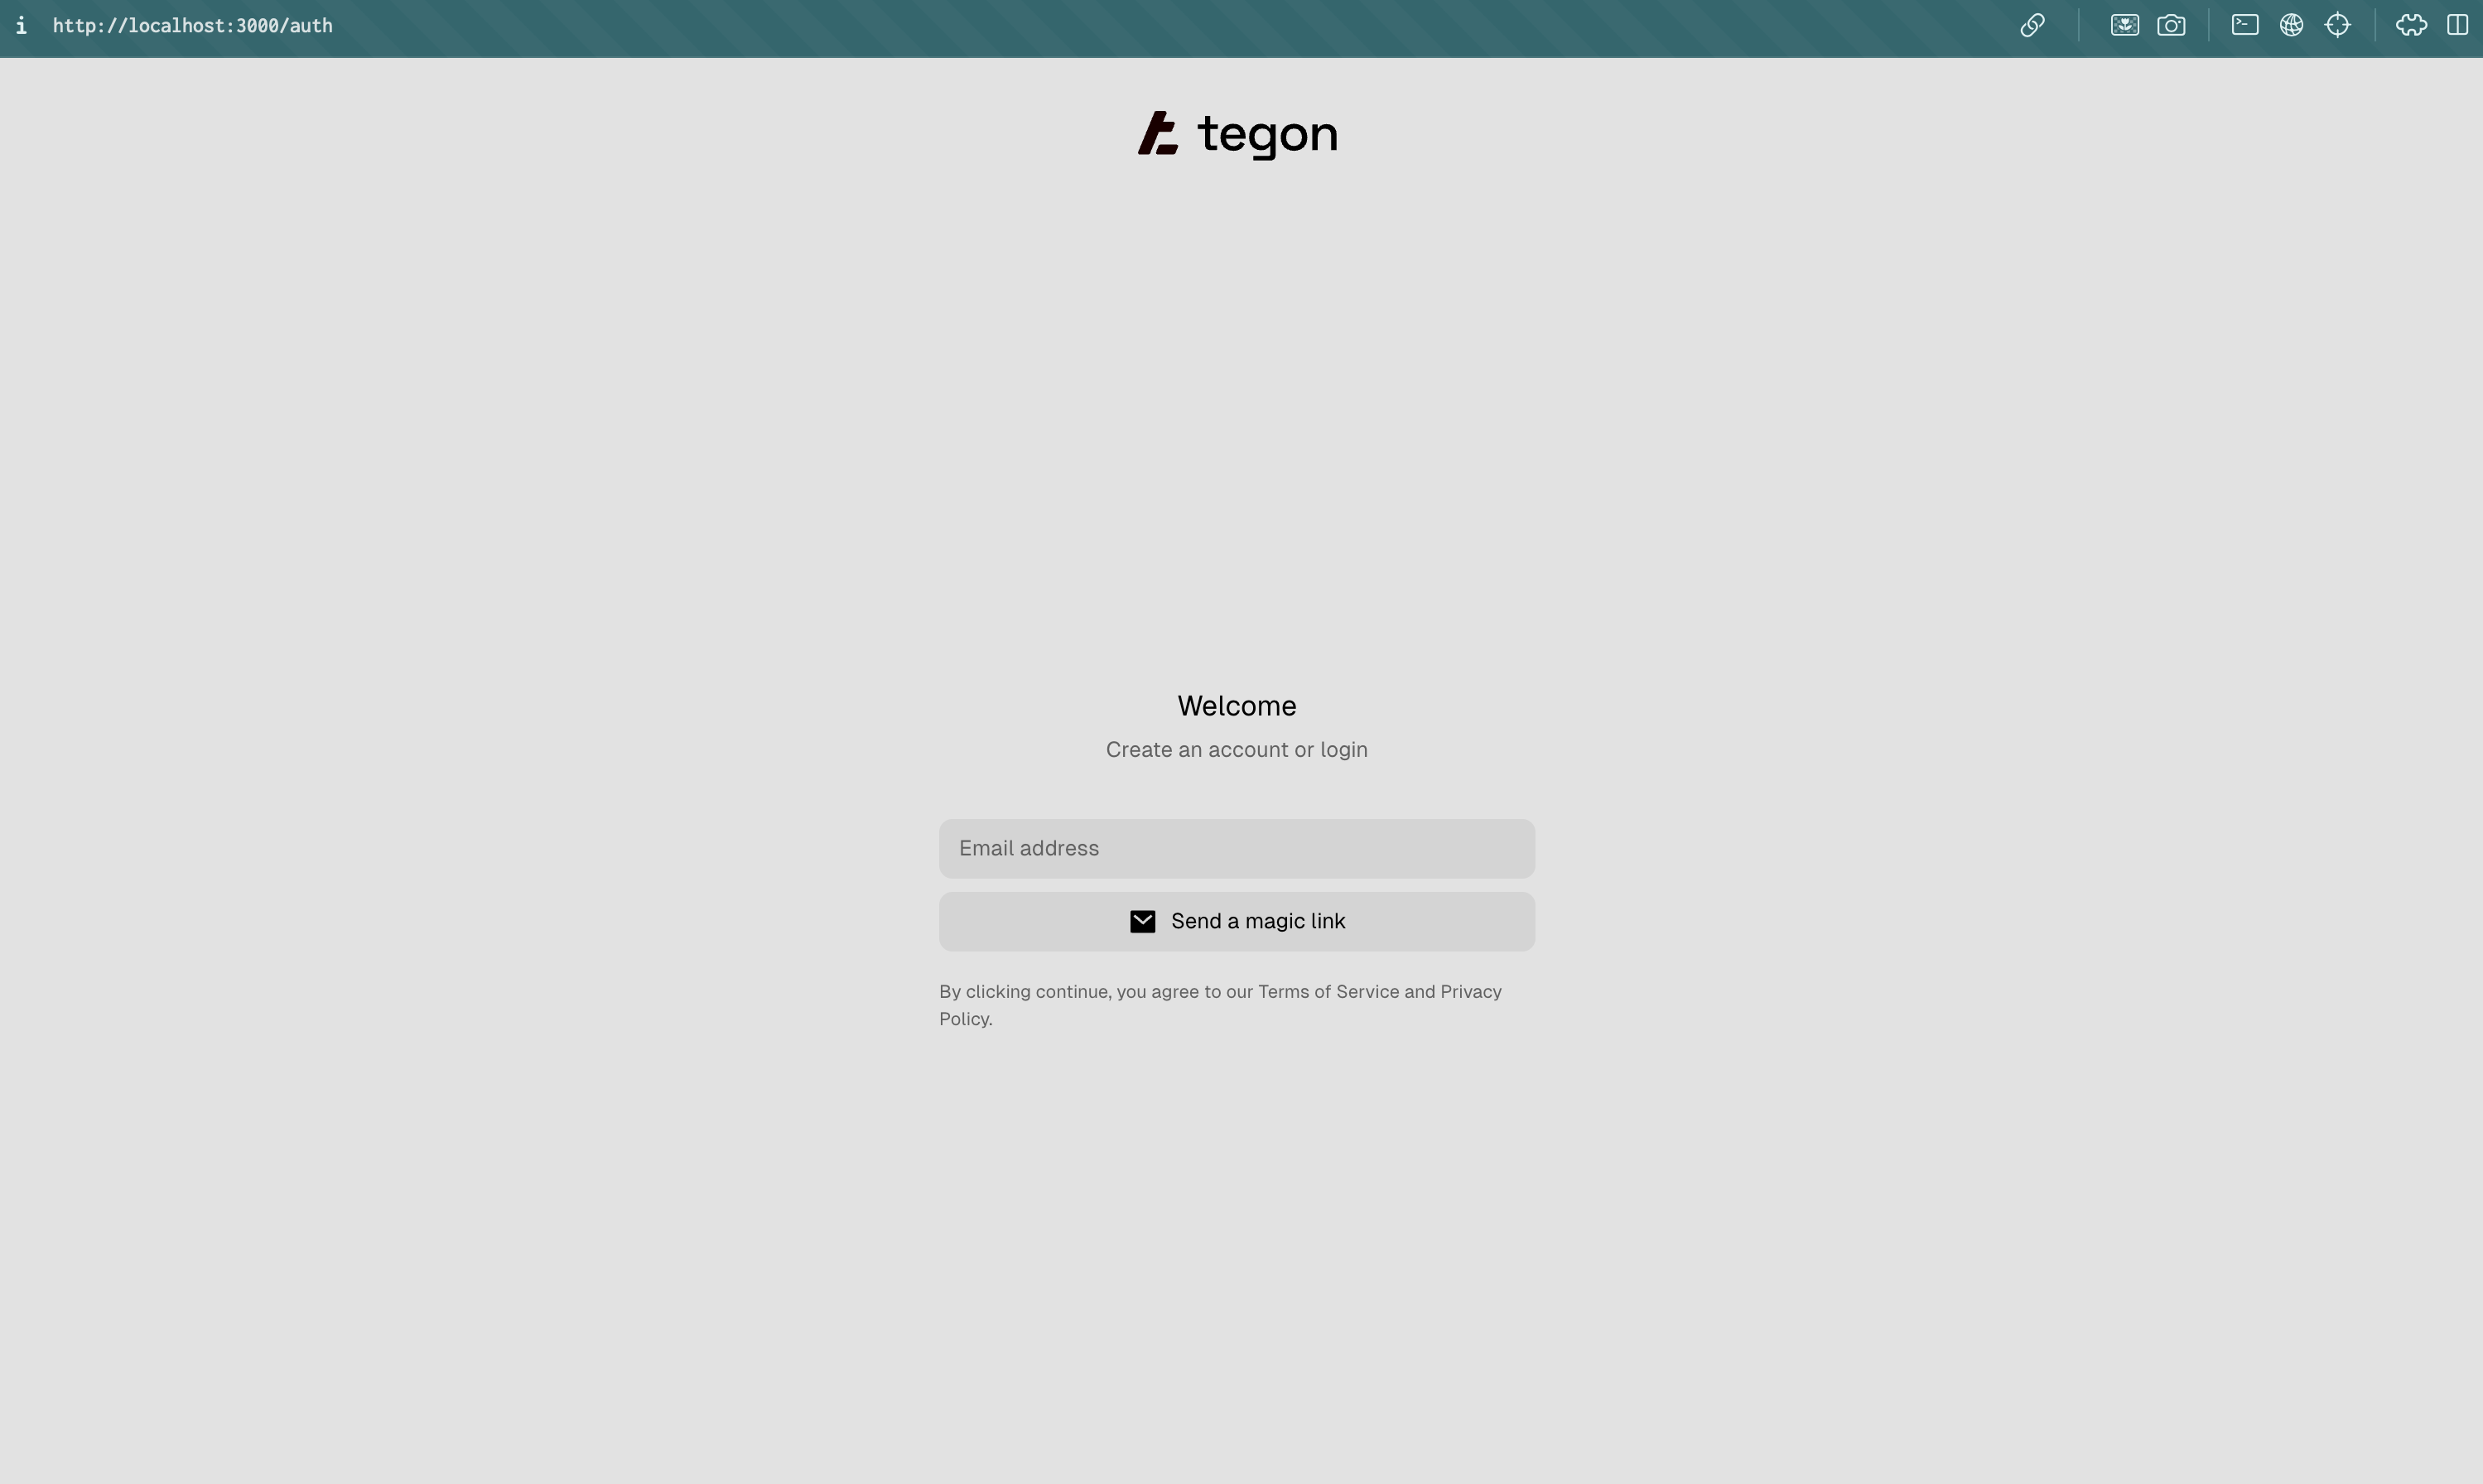 http://localhost:3000/auth
tegon
Welcome
Create an account or login
Email address
Send a magic link
By clicking continue, you agree to our Terms of Service and Privacy
Policy.